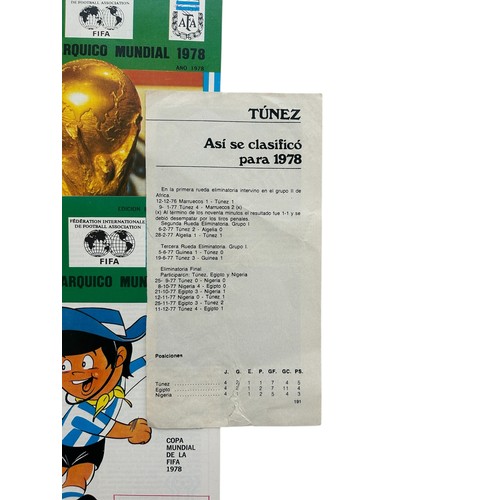 DE FOOTBALL ASSOCIATION
FIFA
AFA
ARQUICO MUNDIAL 1978
AÑO 1978
FÉDÉRATION INTERNATIONALE
DE FOOTBALL ASSOCIATION
FIFA
ARQUICO MUN
COPA
MUNDIAL
DE LA
FIFA
1978
TÚNEZ
Así se clasificó
para 1978
En la primera rueda eliminatoria intervino en el grupo II de
Africa.
12-12-76 Marruecos 1 - Túnez 1
9- 1-77 Túnez 4 - Marruecos 2 (x)
(x) Al término de los noventa minutos el resultado fue 1-1 y se
debió desempatar por los tiros penales.
Segunda Rueda Eliminatoria. Grupo I
6-2-77 Túnez 2 - Algelia 0
28-2-77 Algelia 1 - Túnez 1
Tercera Rueda Eliminatoria. Grupo I.
5-6-77 Guinea 1 - Túnez 0
19-6-77 Túnez 3 - Guinea 1
Eliminatoria Final
Participaron: Túnez, Egipto y Nigeria
25- 9-77 Túnez 0 - Nigeria 0
8-10-77 Nigeria 4 - Egipto 0
21-10-77 Egipto 3 - Nigeria 1
12-11-77 Nigeria 0 - Túnez 1
25-11-77 Egipto 3 - Túnez 2
11-12-77 Túnez 4 - Egipto 1
Posiciones
J. G. E. P. GF. GC. PS.
Túnez 4 2 1 1 7 4 5
Egipto 4 2 1 7 11 4
Nigeria 4 1 1 2 5 4 3
191